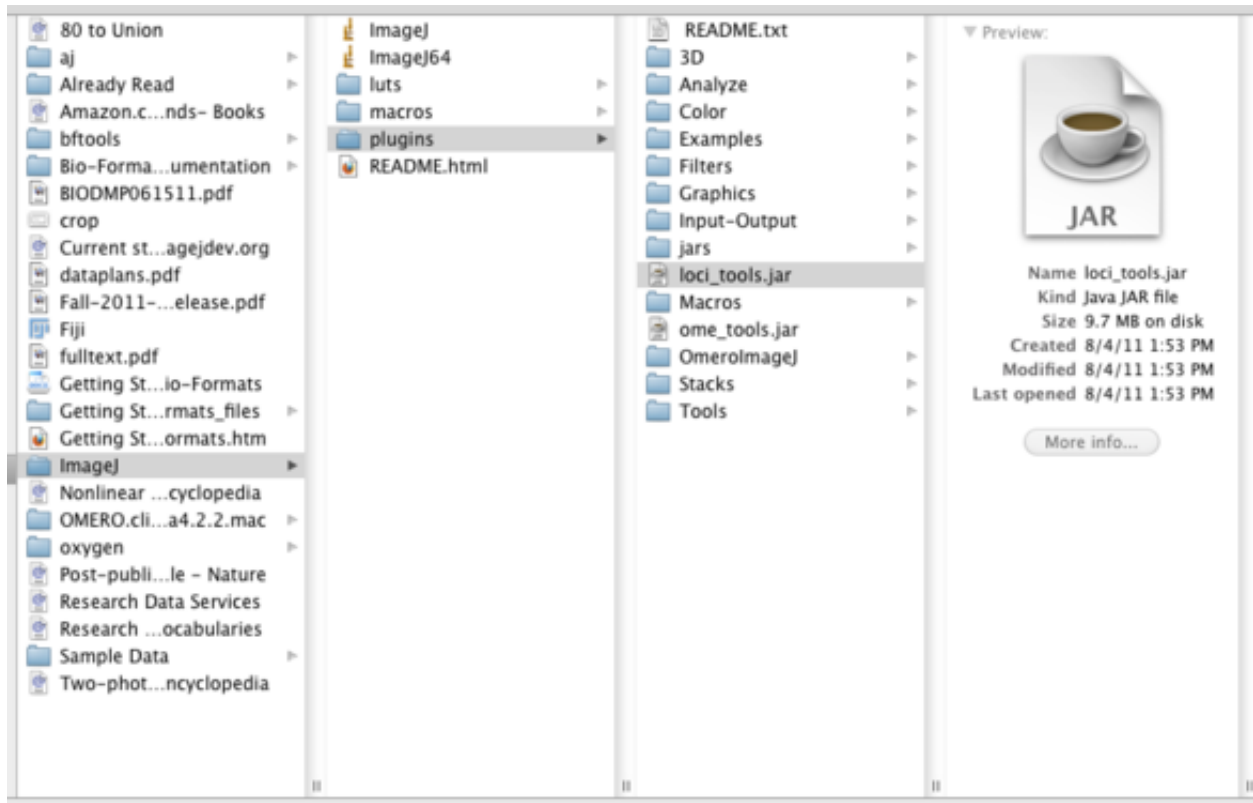 80 to Union
aj
Already Read
Amazon.c...nds- Books
bftools
Bio-Forma...umentation
BIODMP061511.pdf
crop
Current st...agejdev.org
dataplans.pdf
Fall-2011-...elease.pdf
Fiji
fulltext.pdf
Getting St...io-Formats
Getting St...rmats_files
Getting St...ormats.htm
ImageJ
Nonlinear ...cyclopedia
OMERO.cli...a4.2.2.mac
oxygen
Post-publi...le - Nature
Research Data Services
Research ...ocabularies
Sample Data
Two-phot...ncyclopedia
ImageJ
ImageJ64
luts
macros
plugins
README.html
README.txt
3D
Analyze
Color
Examples
Filters
Graphics
Input-Output
jars
loci_tools.jar
Macros
ome_tools.jar
OmeroImageJ
Stacks
Tools
Preview:
JAR
Name loci_tools.jar
Kind Java JAR file
Size 9.7 MB on disk
Created 8/4/11 1:53 PM
Modified 8/4/11 1:53 PM
Last opened 8/4/11 1:53 PM
More info...